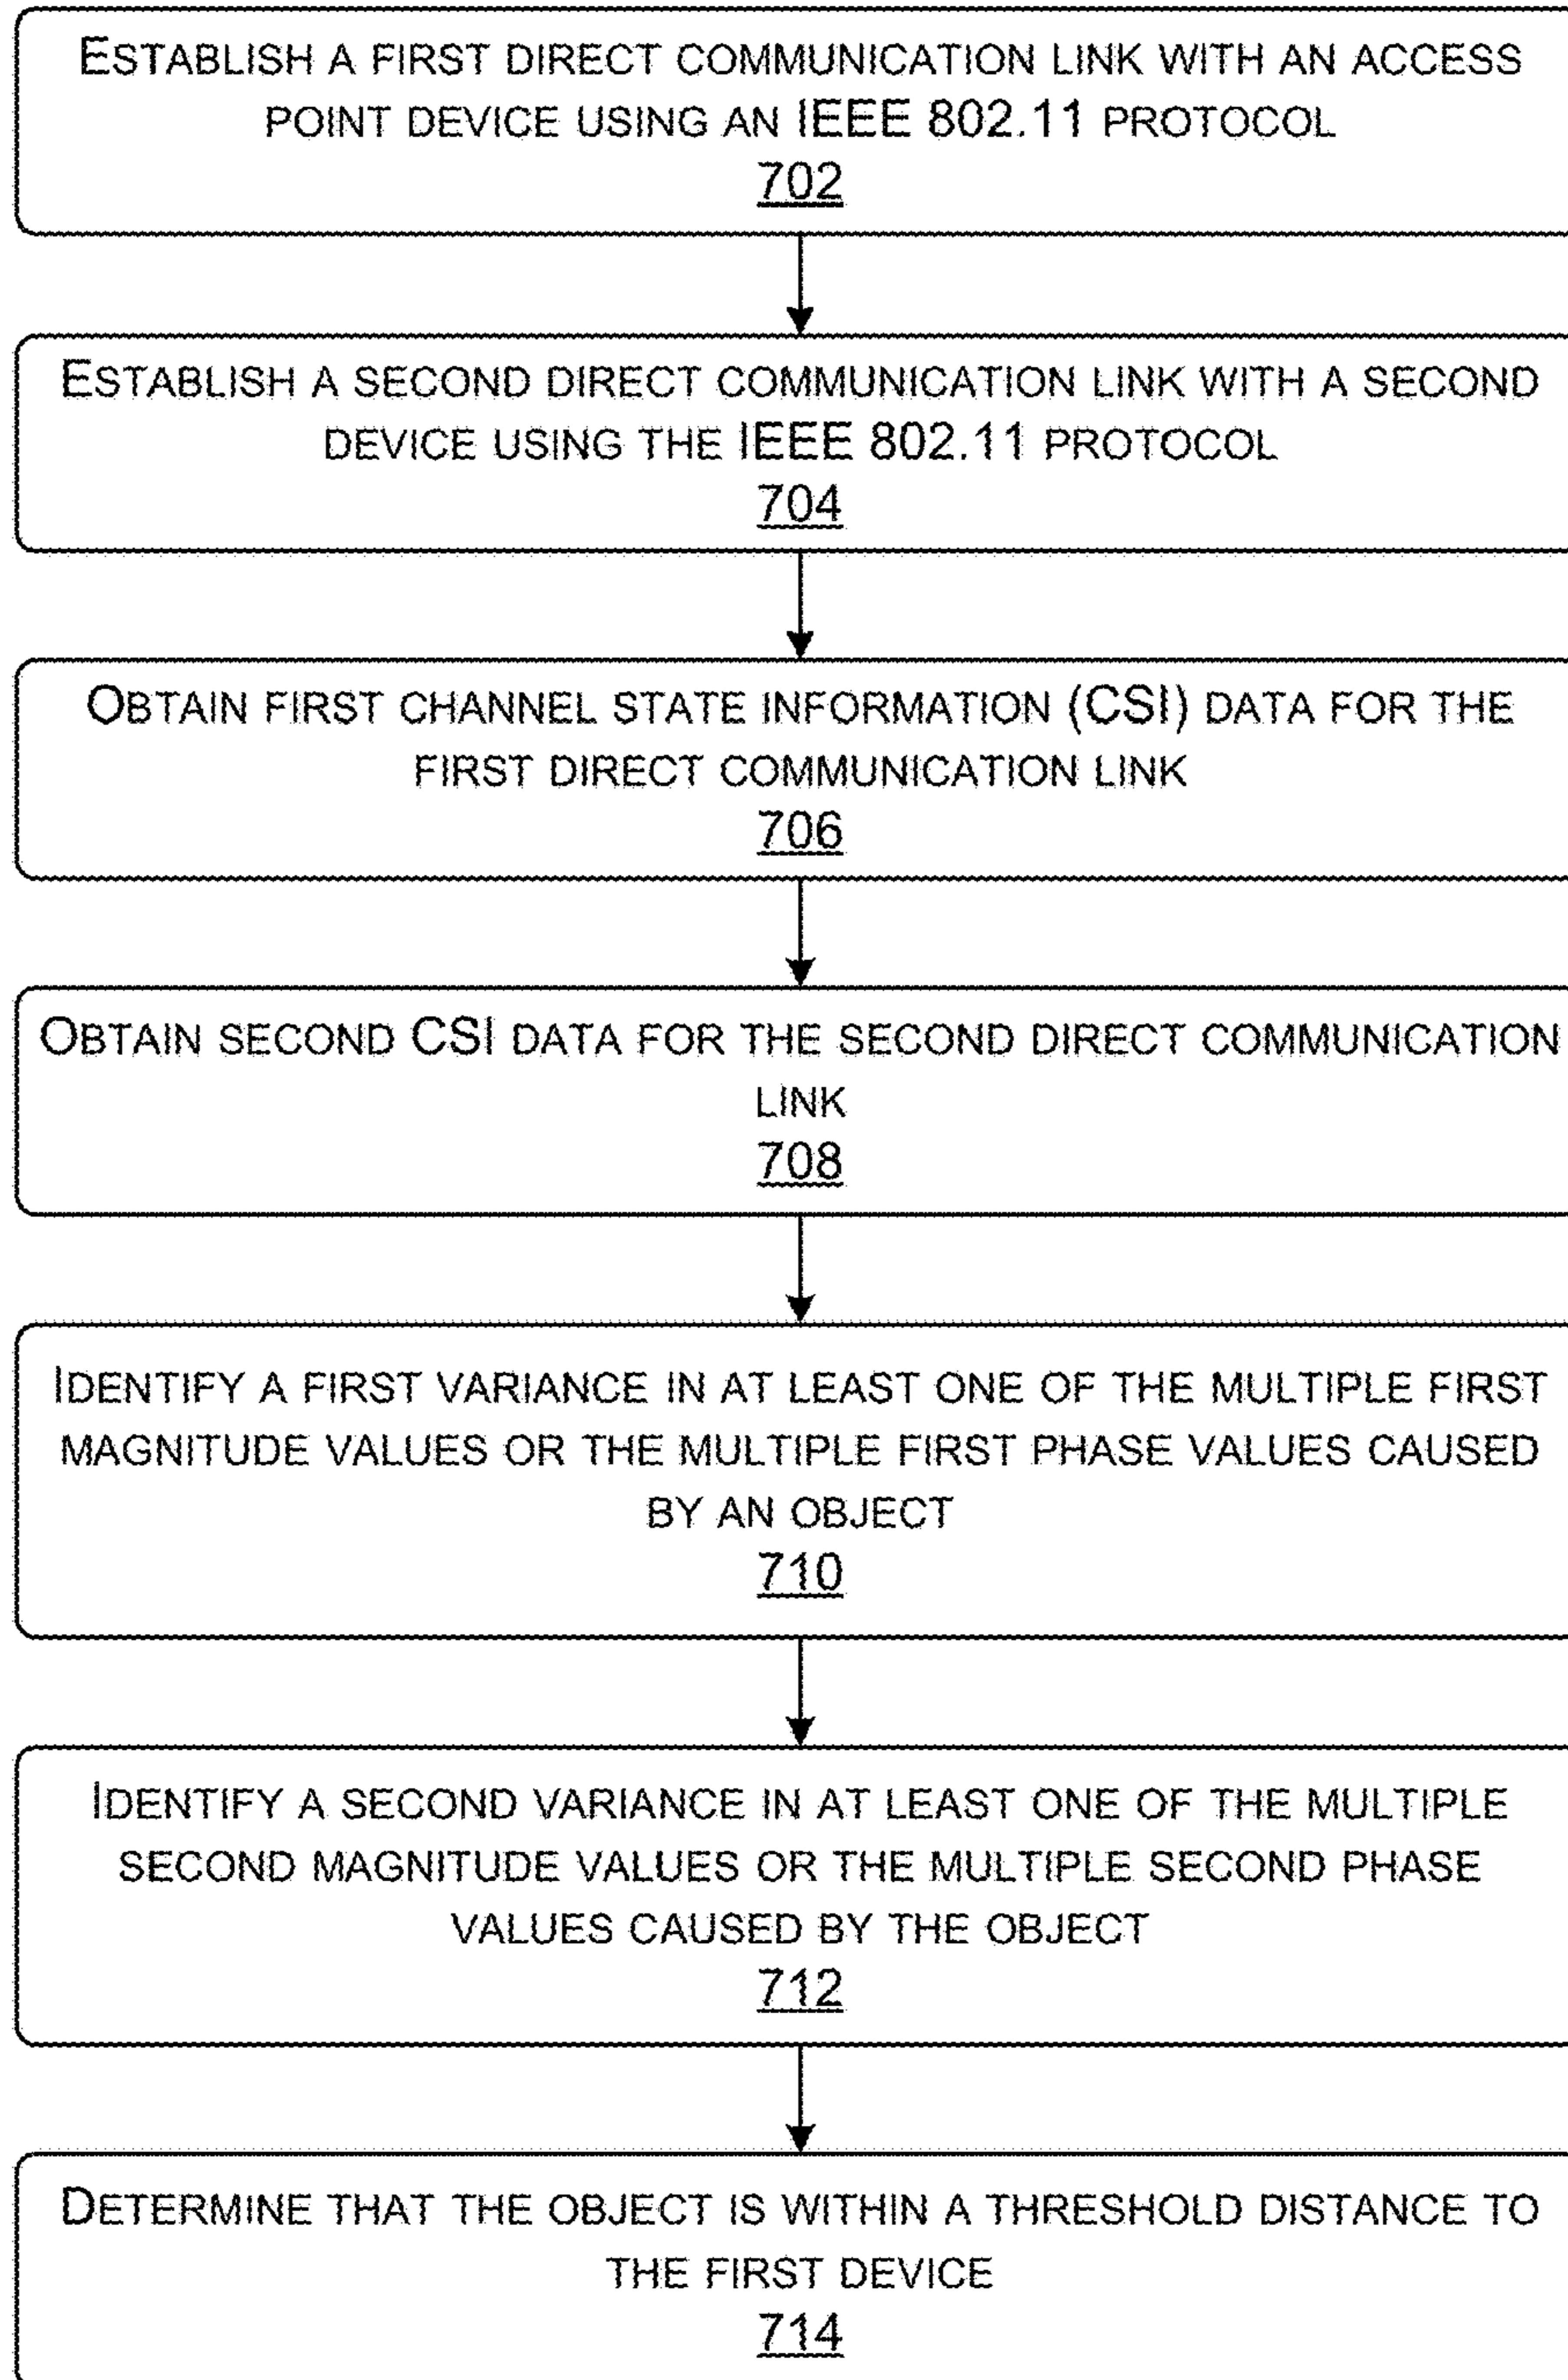 ESTABLISH A FIRST DIRECT COMMUNICATION LINK WITH AN ACCESS
POINT DEVICE USING AN IEEE 802.11 PROTOCOL
702
ESTABLISH A SECOND DIRECT COMMUNICATION LINK WITH A SECOND
DEVICE USING THE IEEE 802.11 PROTOCOL
704
OBTAIN FIRST CHANNEL STATE INFORMATION (CSI) DATA FOR THE
FIRST DIRECT COMMUNICATION LINK
706
OBTAIN SECOND CSI DATA FOR THE SECOND DIRECT COMMUNICATION
LINK
708
IDENTIFY A FIRST VARIANCE IN AT LEAST ONE OF THE MULTIPLE FIRST
MAGNITUDE VALUES OR THE MULTIPLE FIRST PHASE VALUES CAUSED
BY AN OBJECT
710
IDENTIFY A SECOND VARIANCE IN AT LEAST ONE OF THE MULTIPLE
SECOND MAGNITUDE VALUES OR THE MULTIPLE SECOND PHASE
VALUES CAUSED BY THE OBJECT
712
DETERMINE THAT THE OBJECT IS WITHIN A THRESHOLD DISTANCE TO
THE FIRST DEVICE
714